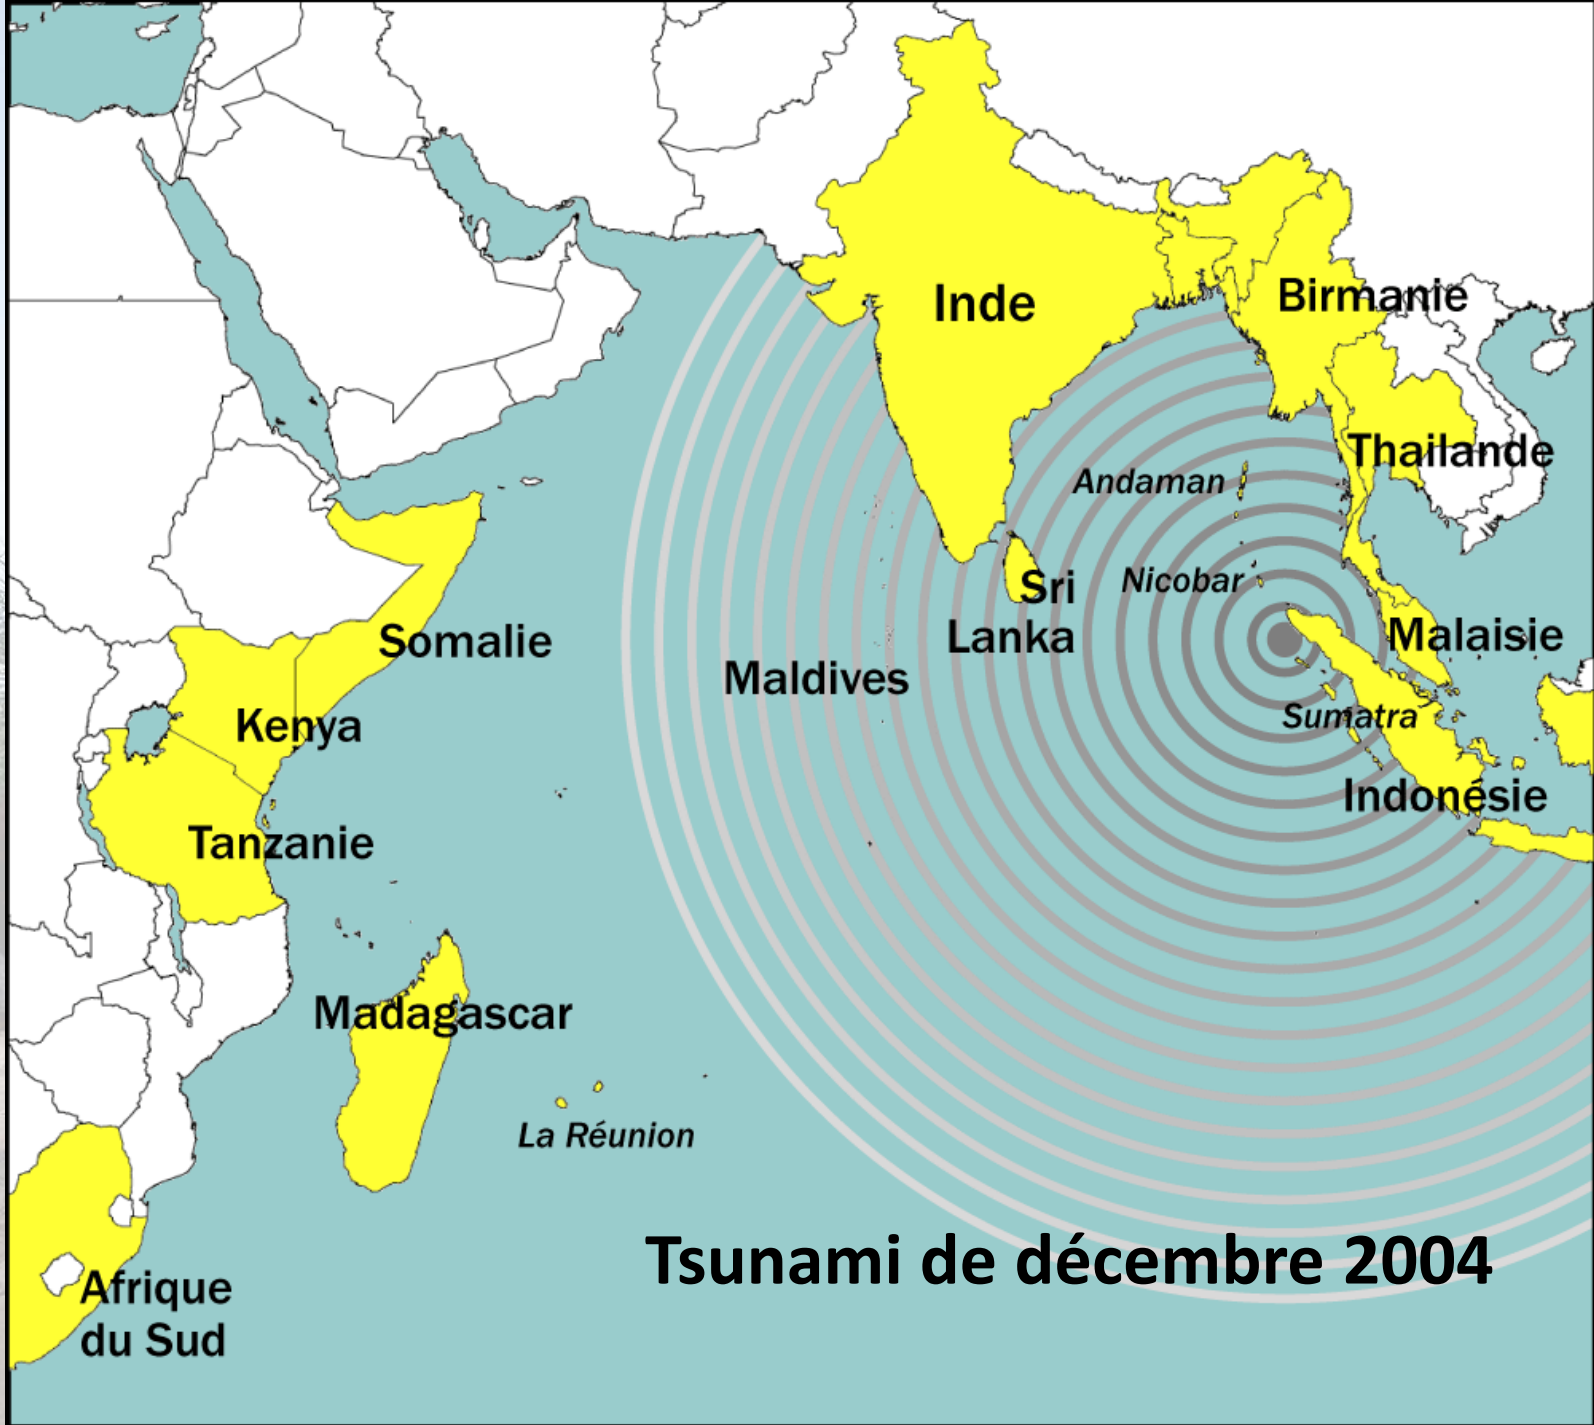 Inde
Birmanie
Thailande
Andaman
Nicobar
Sri
Lanka
Malaisie
Somalie
Maldives
Sumatra
Kenya
Indonésie
Tanzanie
Madagascar
La Réunion
Tsunami de décembre 2004
Afrique
du Sud